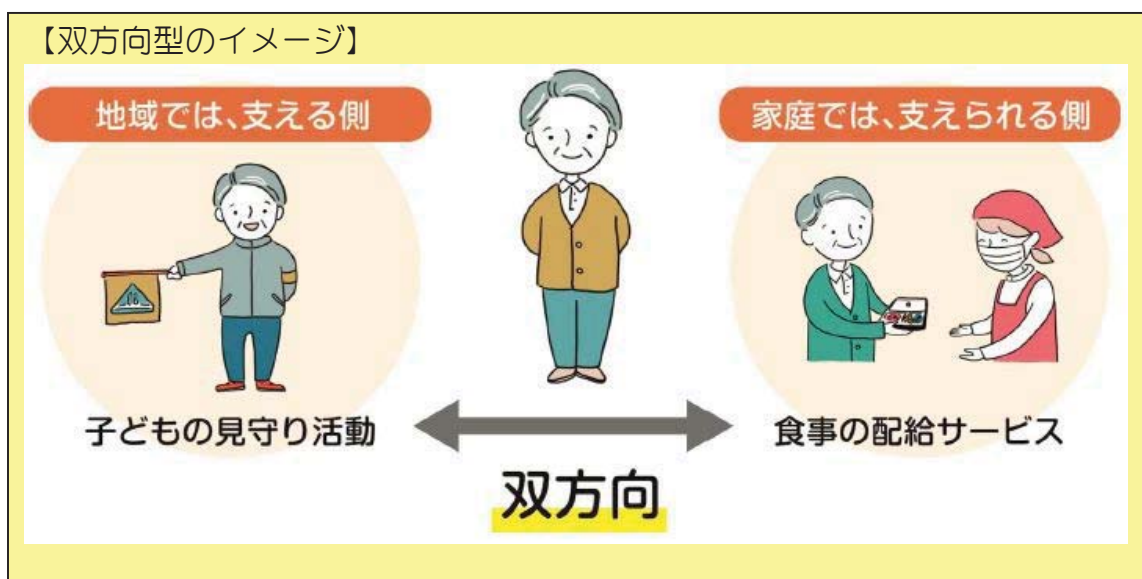 【双方向型のイメージ】
地域では、支える側
家庭では、支えられる側
子どもの見守り活動
食事の配給サービス
双方向